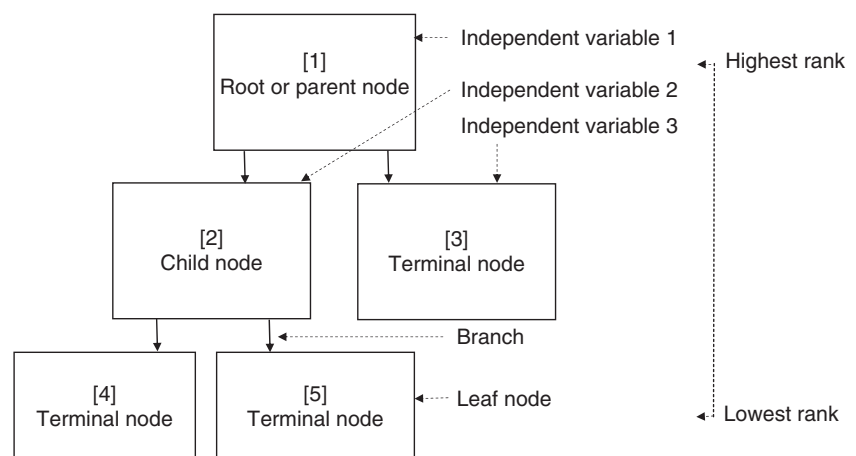 Independent variable 1
[1]
Root or parent node
Highest rank
Independent variable 2
Independent variable 3
[2]
Child node
[3]
Terminal node
Branch
[4]
Terminal node
[5]
Terminal node
Leaf node
Lowest rank